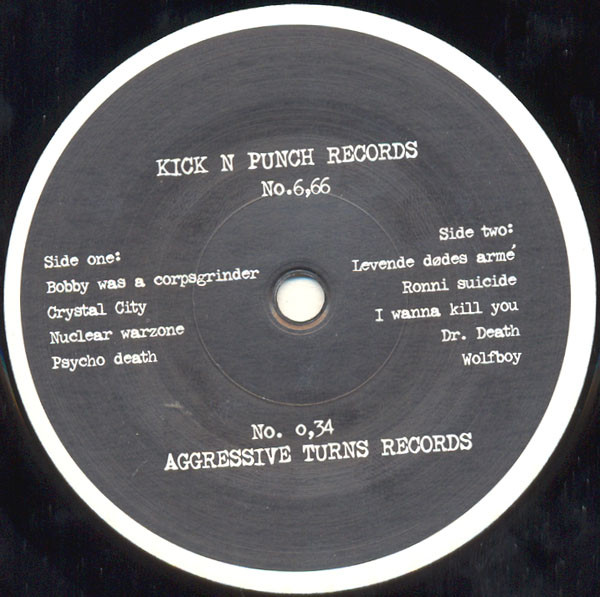 KICK N PUNCH RECORDS
No.6,66
Side one:
Bobby was a corpsgrinder
Crystal City
Nuclear warzone
Psycho death
Side two:
Levende dødes armé
Ronni suicide
I wanna kill you
Dr. Death
Wolfboy
No. 0,34
AGGRESSIVE TURNS RECORDS